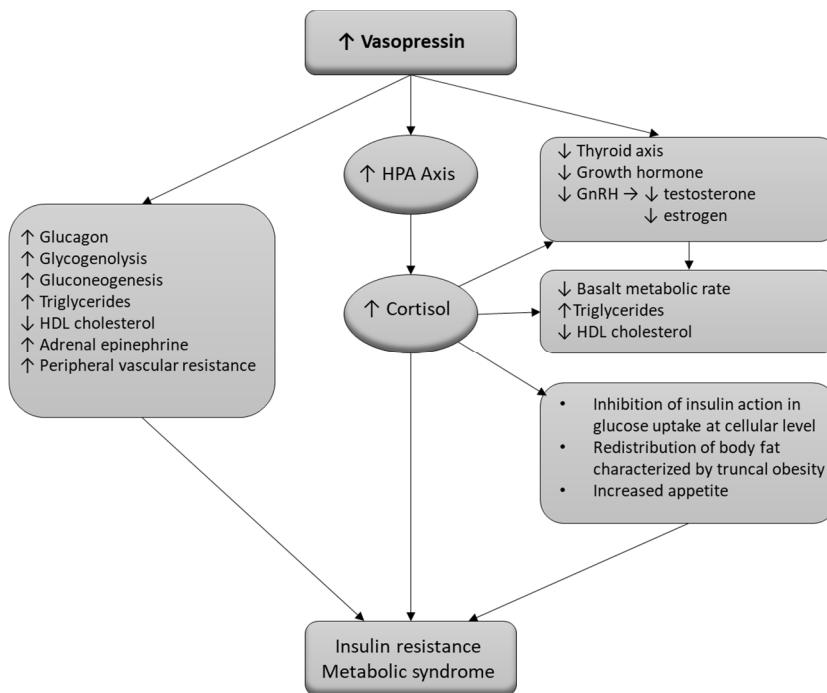 ↑ Vasopressin
↑ HPA Axis
↓ Thyroid axis
↓ Growth hormone
↓ GnRH → ↓ testosterone
↓ estrogen
↑ Glucagon
↑ Glycogenolysis
↑ Gluconeogenesis
↑ Triglycerides
↓ HDL cholesterol
↑ Adrenal epinephrine
↑ Peripheral vascular resistance
↑ Cortisol
↓ Basalt metabolic rate
↑Triglycerides
↓ HDL cholesterol
• Inhibition of insulin action in
glucose uptake at cellular level
• Redistribution of body fat
characterized by truncal obesity
• Increased appetite
Insulin resistance
Metabolic syndrome